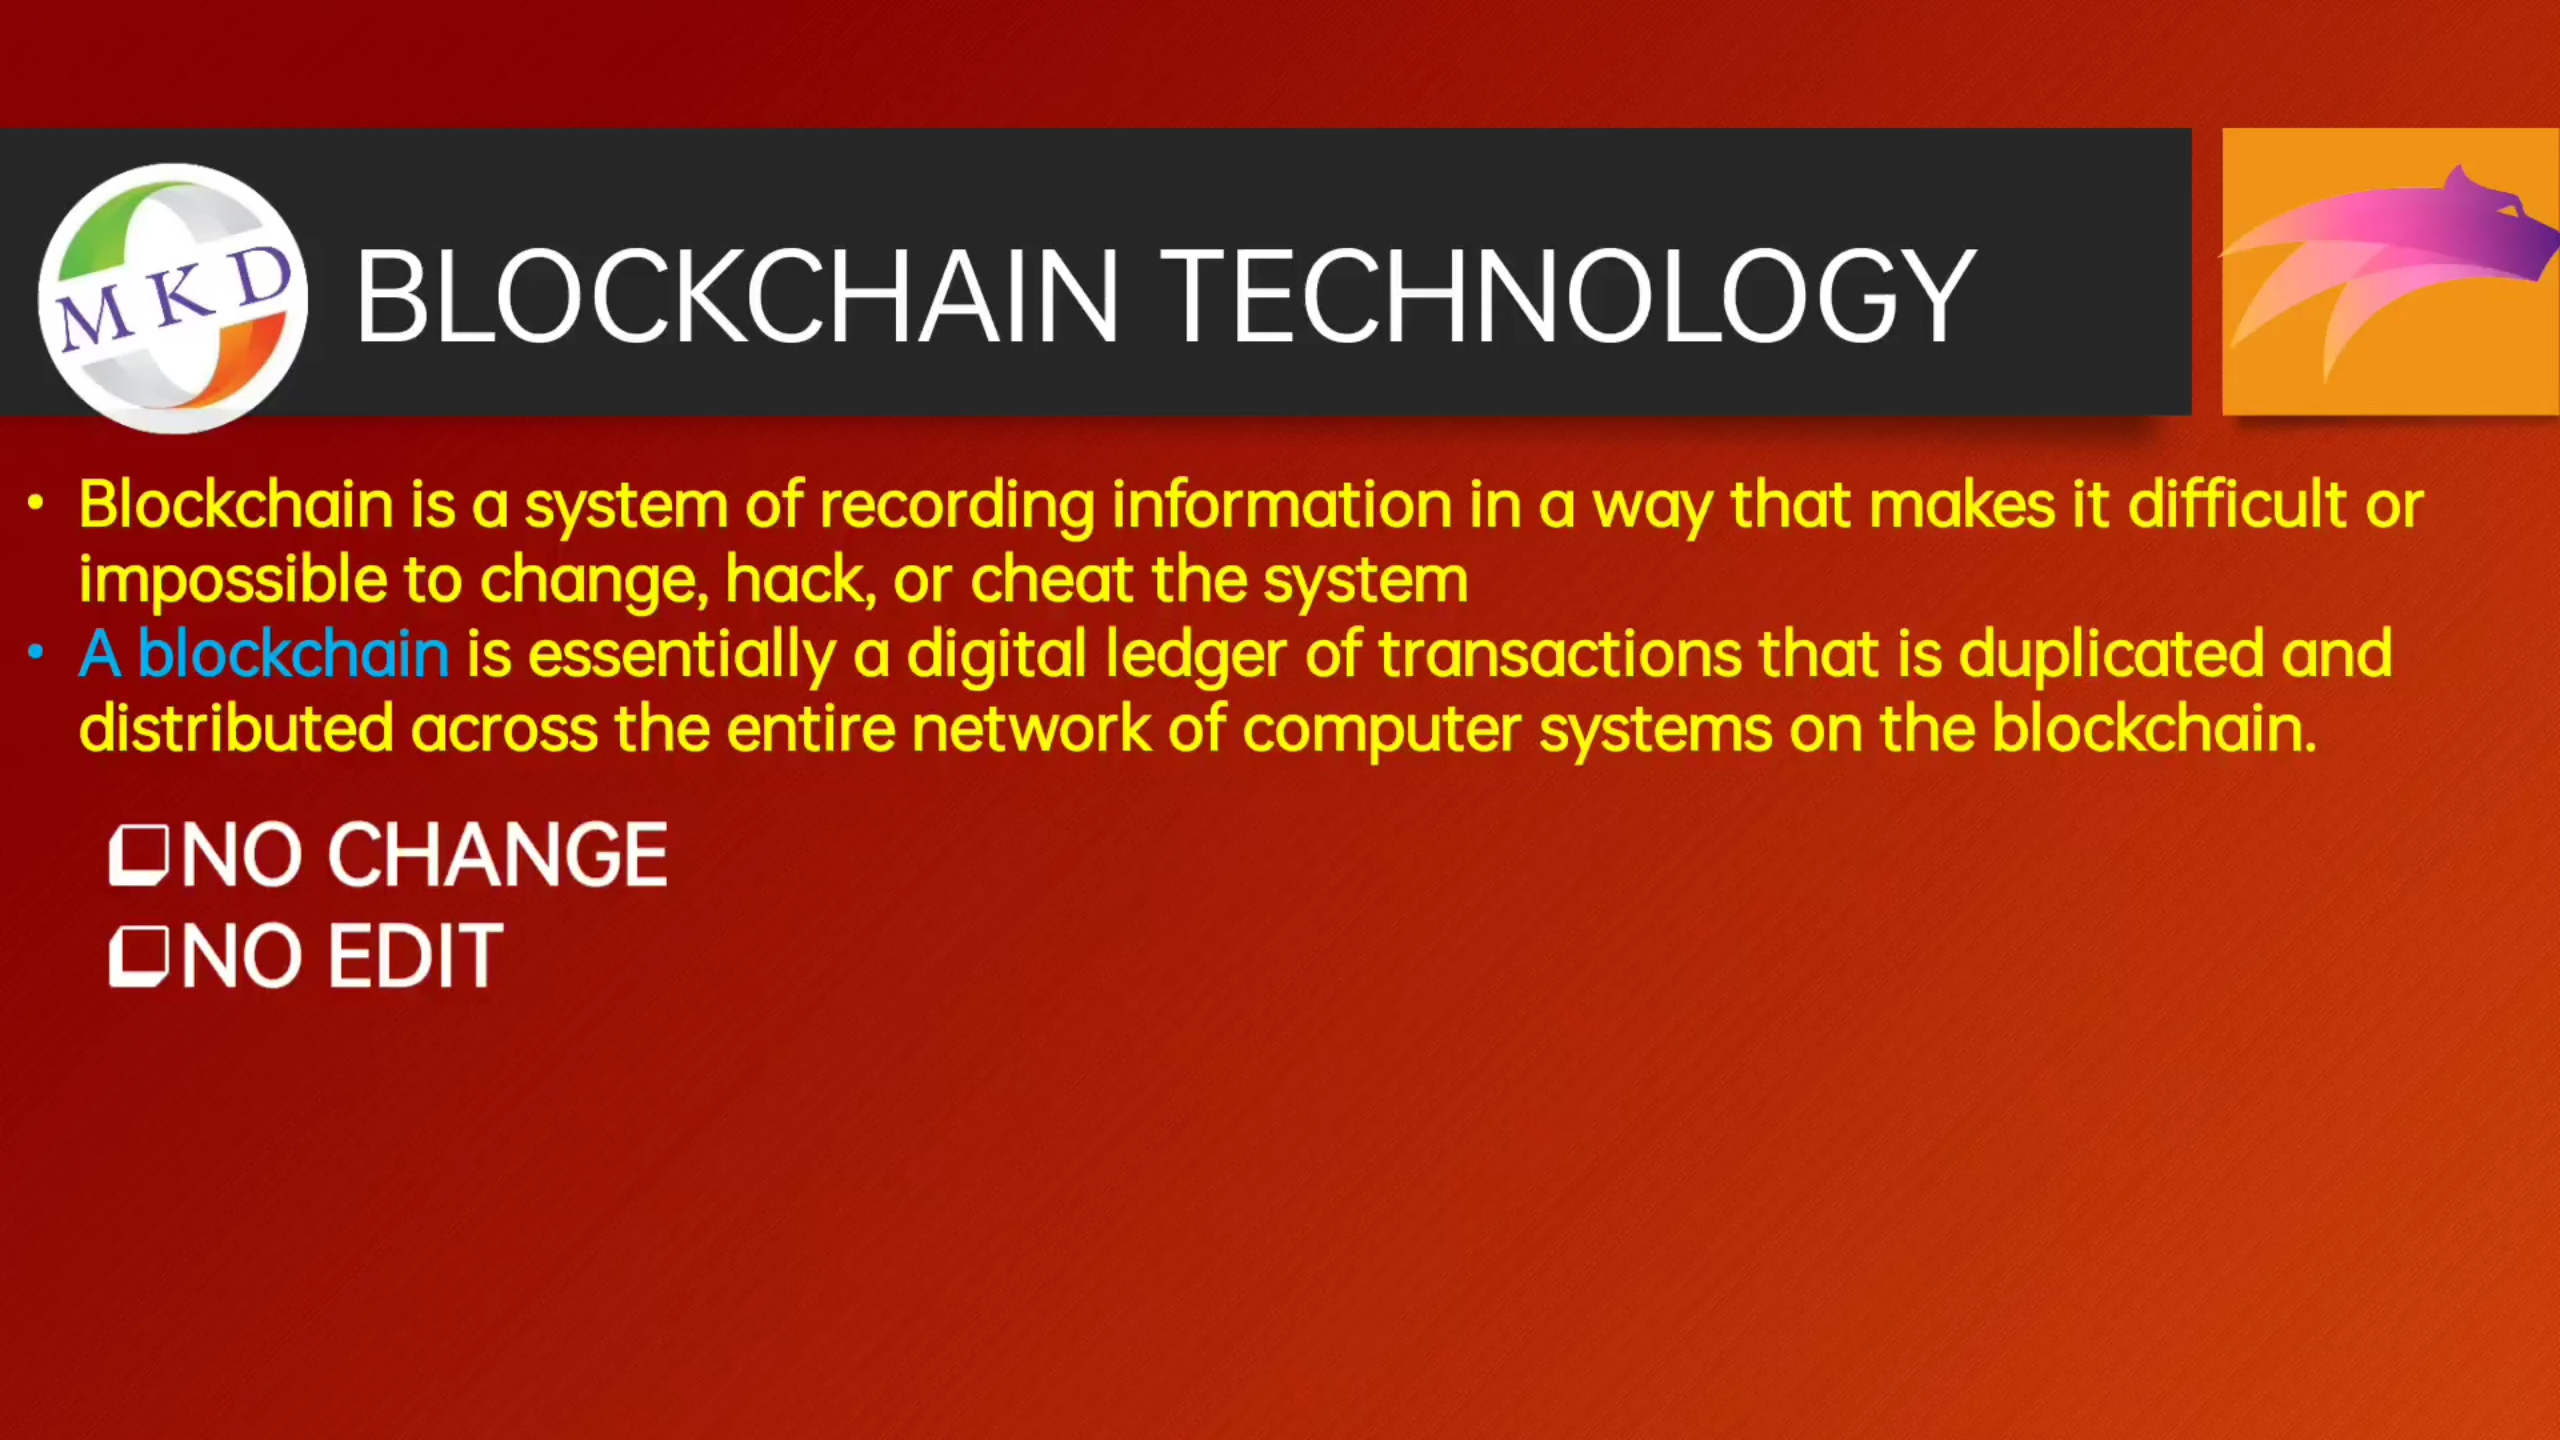 MKD
BLOCKCHAIN TECHNOLOGY
• Blockchain is a system of recording information in a way that makes it difficult or
impossible to change, hack, or cheat the system
• A blockchain is essentially a digital ledger of transactions that is duplicated and
distributed across the entire network of computer systems on the blockchain.
❑NO CHANGE
❑NO EDIT